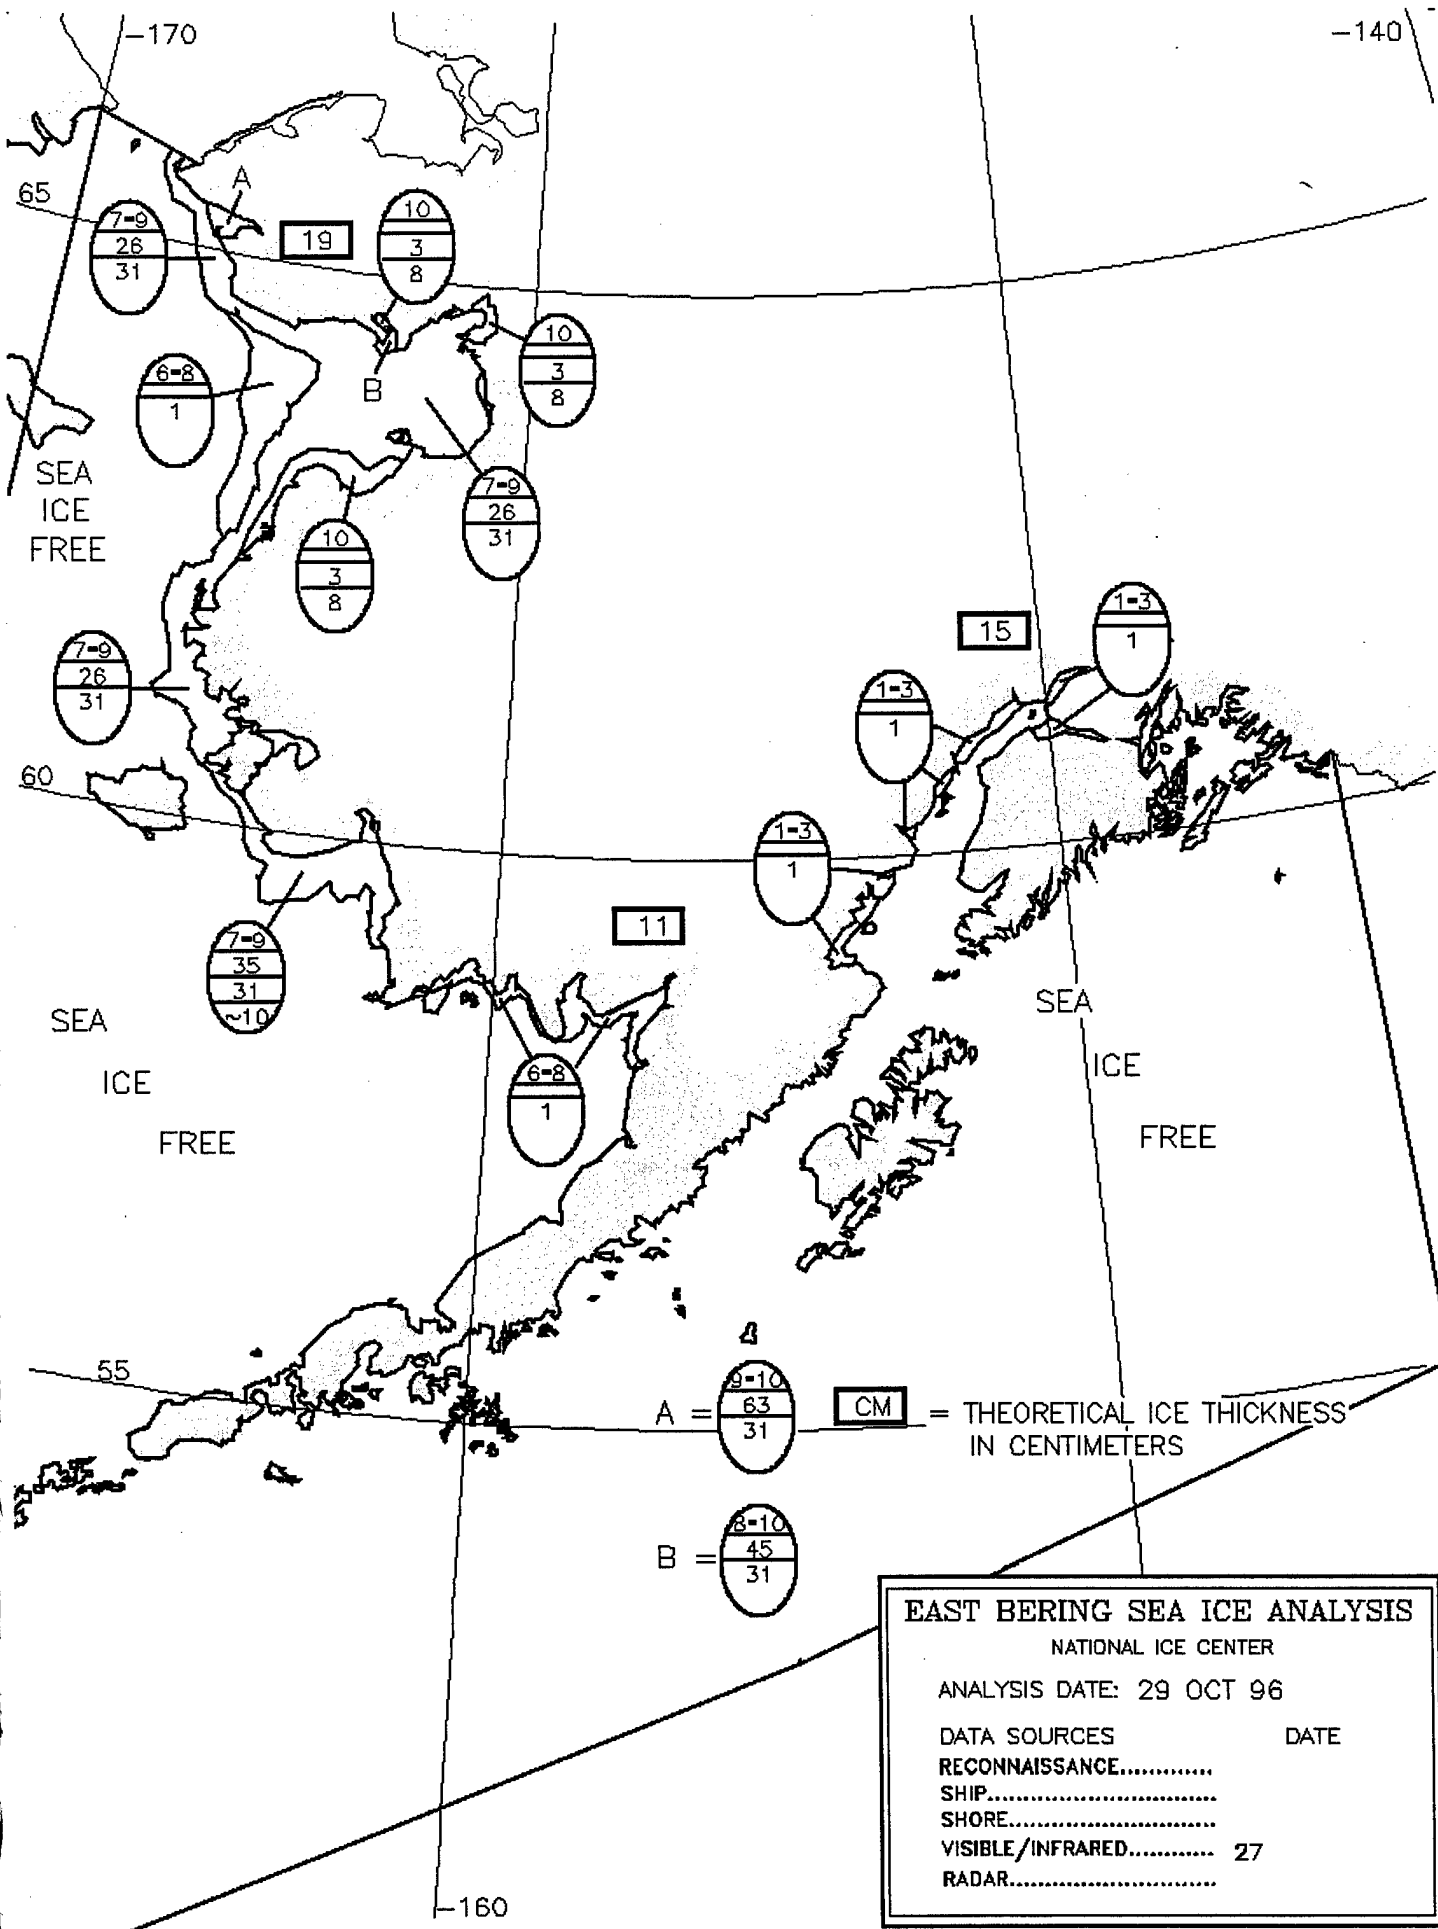 -170
-140
A
65
7-9
26
31
19
10
3
8
10
3
8
6-8
1
B
SEA
ICE
FREE
7-9
26
31
10
3
8
1-3
1
15
7-9
26
31
1-3
1
60
1-3
1
11
7-9
35
31
~10
SEA
ICE
FREE
SEA
ICE
FREE
6-8
1
55
A =
9-10
63
31
CM = THEORETICAL ICE THICKNESS
IN CENTIMETERS
B =
8-10
45
31
EAST BERING SEA ICE ANALYSIS
NATIONAL ICE CENTER
ANALYSIS DATE: 29 OCT 96
DATA SOURCES DATE
RECONNAISSANCE.............
SHIP................................
SHORE.............................
VISIBLE/INFRARED............ 27
RADAR.............................
-160